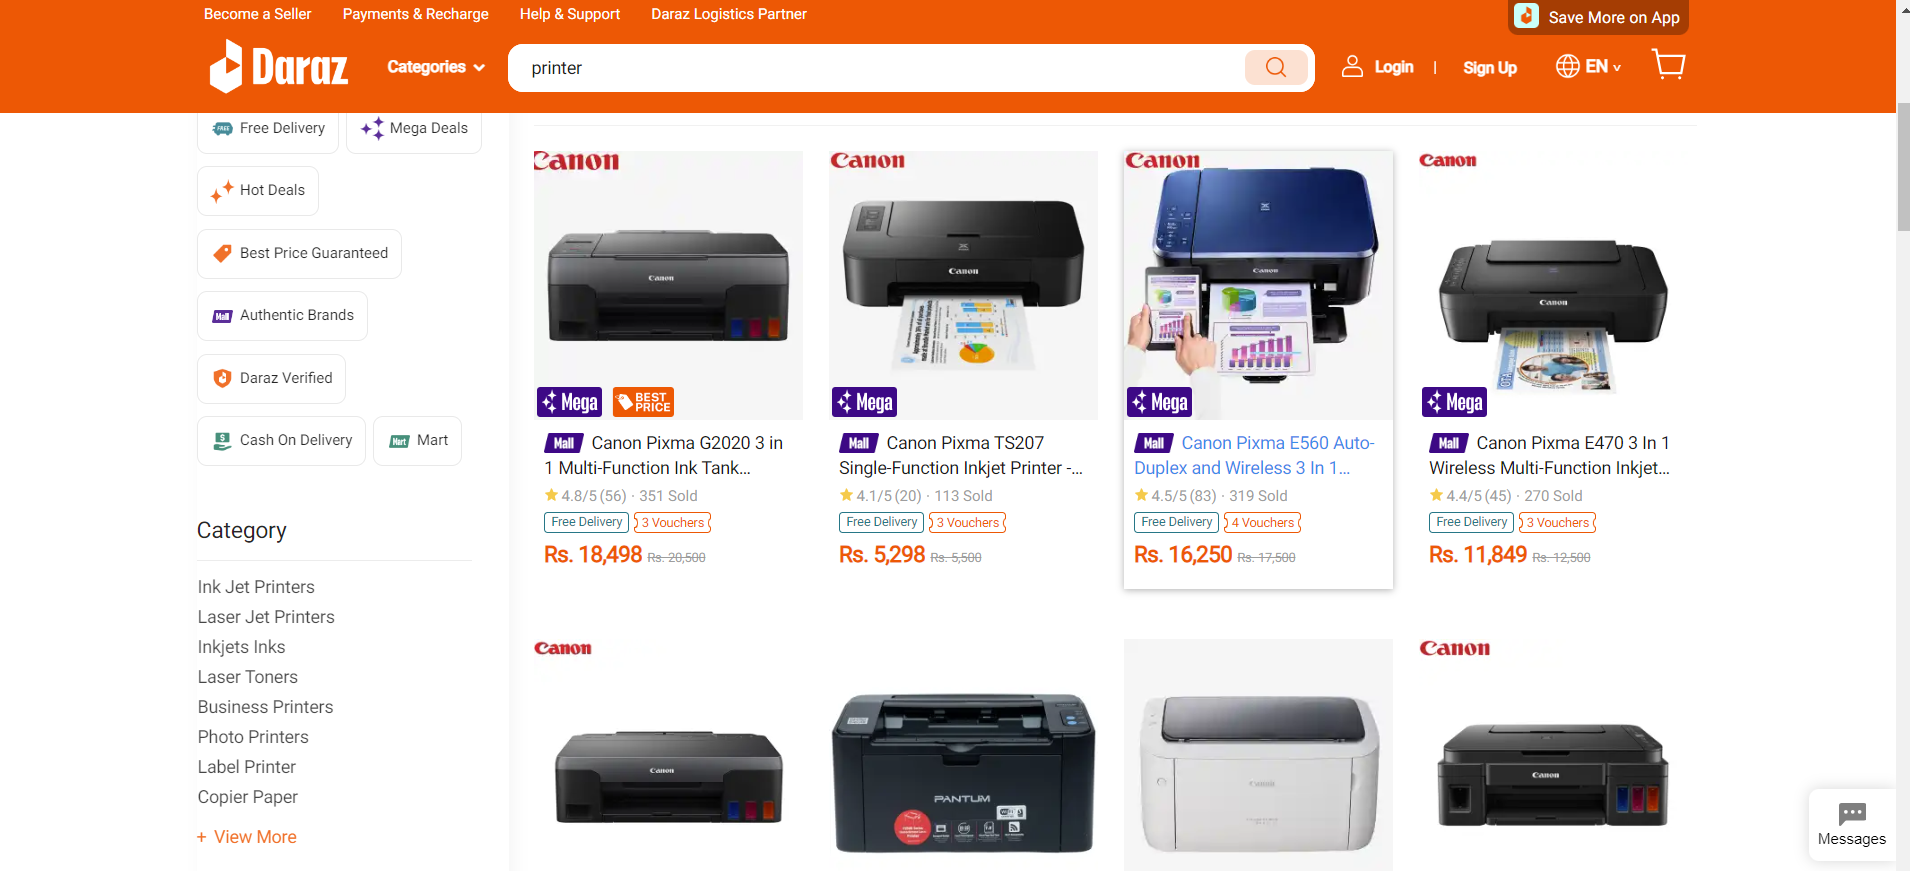 Become a Seller
Payments & Recharge
Help & Support
Daraz Logistics Partner
Save More on App
Daraz
Categories
printer
Login
Sign Up
EN
Free Delivery
Mega Deals
Hot Deals
Best Price Guaranteed
Mall Authentic Brands
Daraz Verified
Cash On Delivery
Mart Mart
Category
Ink Jet Printers
Laser Jet Printers
Inkjets Inks
Laser Toners
Business Printers
Photo Printers
Label Printer
Copier Paper
+ View More
Canon
Canon
Mega
BEST PRICE
Mall Canon Pixma G2020 3 in
1 Multi-Function Ink Tank...
4.8/5 (56) · 351 Sold
Free Delivery
3 Vouchers
Rs. 18,498 Rs. 20,500
Canon
Canon
Mega
Mall Canon Pixma TS207
Single-Function Inkjet Printer -...
4.1/5 (20) · 113 Sold
Free Delivery
3 Vouchers
Rs. 5,298 Rs. 5,500
Canon
Canon
Mega
Mall Canon Pixma E560 Auto-
Duplex and Wireless 3 In 1...
4.5/5 (83) · 319 Sold
Free Delivery
4 Vouchers
Rs. 16,250 Rs. 17,500
Canon
Canon
Mega
Mall Canon Pixma E470 3 In 1
Wireless Multi-Function Inkjet...
4.4/5 (45) · 270 Sold
Free Delivery
3 Vouchers
Rs. 11,849 Rs. 12,500
Canon
Canon
PANTUM
Canon
Canon
Canon
Messages